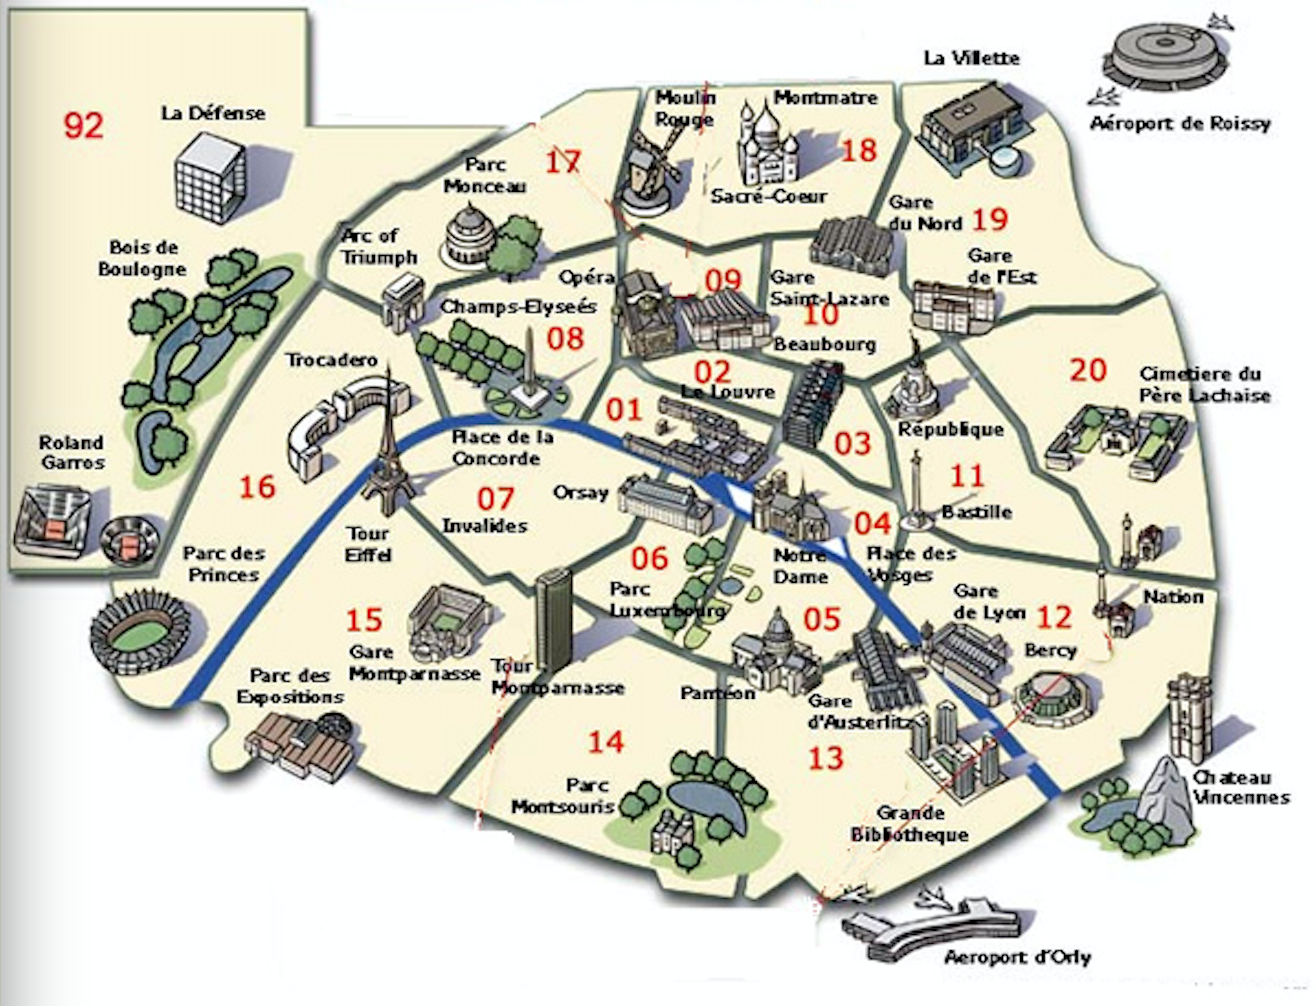 La Villette
Aéroport de Roissy
92
La Défense
Moulin
Rouge
Montmatre
18
Sacré-Coeur
17
Parc
Monceau
Gare
du Nord
19
Arc of
Triumph
Bois de
Boulogne
Opéra
09
Gare
Saint-Lazare
Gare
de l'Est
10
Champs-Elyseés
08
Beaubourg
Trocadero
02
Le Louvre
20
Cimetiere du
Père Lachaise
01
03
République
Roland
Garros
Place de la
Concorde
16
07
Invalides
Orsay
11
Bastille
04
Tour
Eiffel
Parc des
Princes
06
Parc
Luxembourg
Notre
Dame
Place des
Vosges
Gare
de Lyon
12
Nation
15
05
Bercy
Gare
Montparnasse
Tour
Montparnasse
Parc des
Expositions
Pantéon
Gare
d'Austerlitz
14
13
Parc
Montsouris
Grande
Bibliotheque
Chateau
Vincennes
Aeroport d'Orly